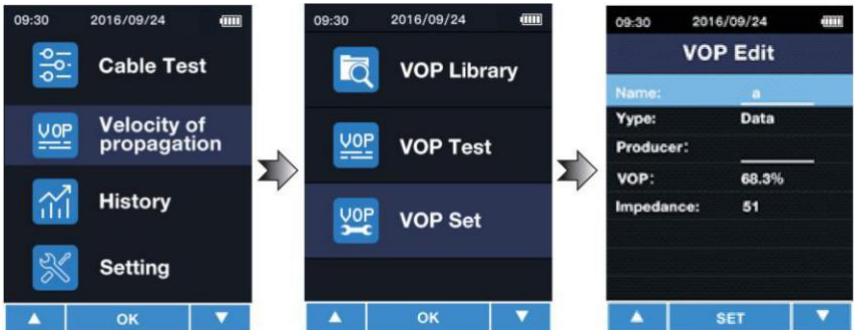 09:30 2016/09/24
Cable Test
VOP
Velocity of
propagation
History
Setting
OK
09:30 2016/09/24
VOP Library
VOP
VOP Test
VOP
VOP Set
OK
09:30 2016/09/24
VOP Edit
Name: a
Yype: Data
Producer:
VOP: 68.3%
Impedance: 51
SET